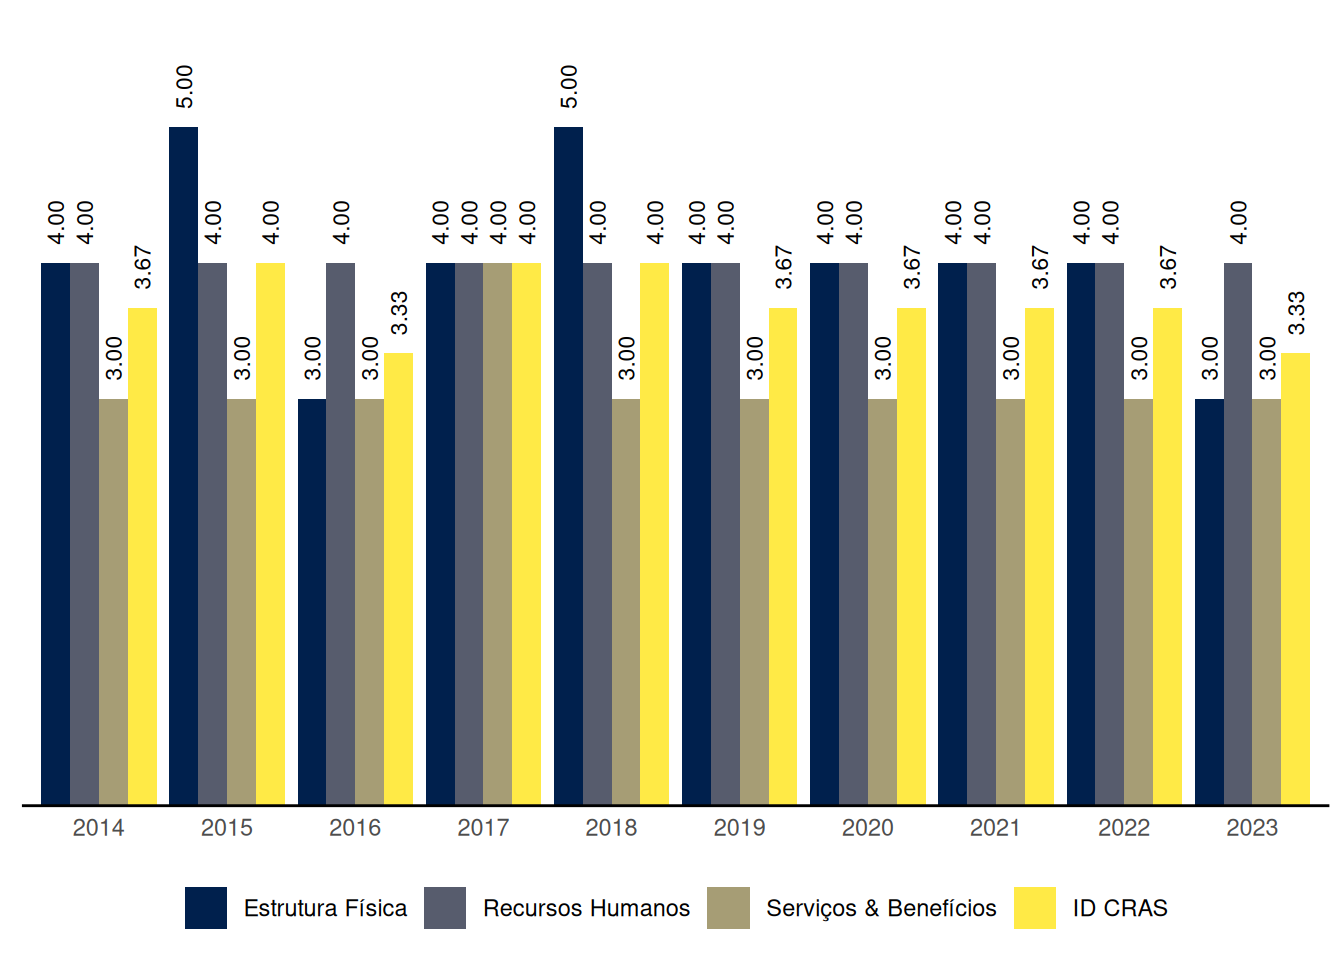 5.00 5.00
4.00 4.00 4.00 4.00 4.00 4.00 4.00 4.00 4.00 4.00 4.00 4.00 4.00 4.00 4.00 4.00 4.00 4.00 4.00 4.00
3.67 3.67 3.67 3.67 3.67
3.33 3.33
3.00 3.00 3.00 3.00 3.00 3.00 3.00 3.00 3.00 3.00 3.00
2014 2015 2016 2017 2018 2019 2020 2021 2022 2023
Estrutura Física Recursos Humanos Serviços & Benefícios ID CRAS